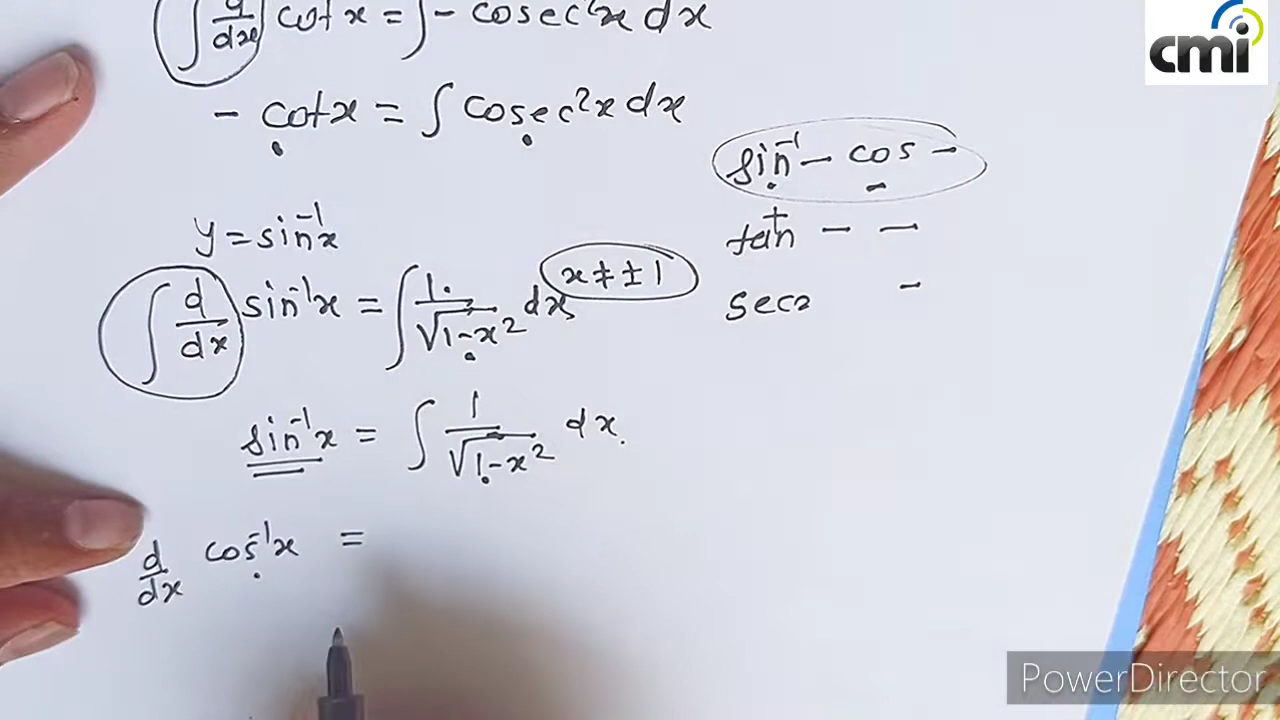 ∫ d/dx cot x = ∫ - cosec²x dx
- cotx = ∫ cosec²x dx
sin⁻¹ - cos -
tan - -
sec
y = sin⁻¹x
∫ d/dx sin⁻¹x = ∫ 1/√1-x² dx x ≠ ± 1
sin⁻¹x = ∫ 1/√1-x² dx.
d/dx cos⁻¹x =
cmi
PowerDirector